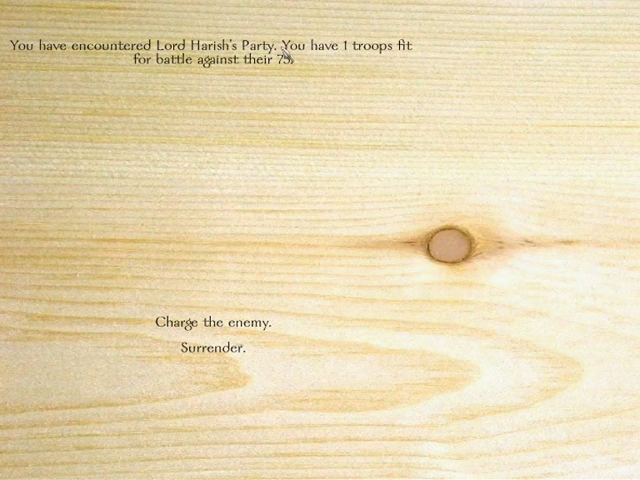 You have encountered Lord Harish's Party. You have 1 troops fit
for battle against their
Charge the enemy.
Surrender.